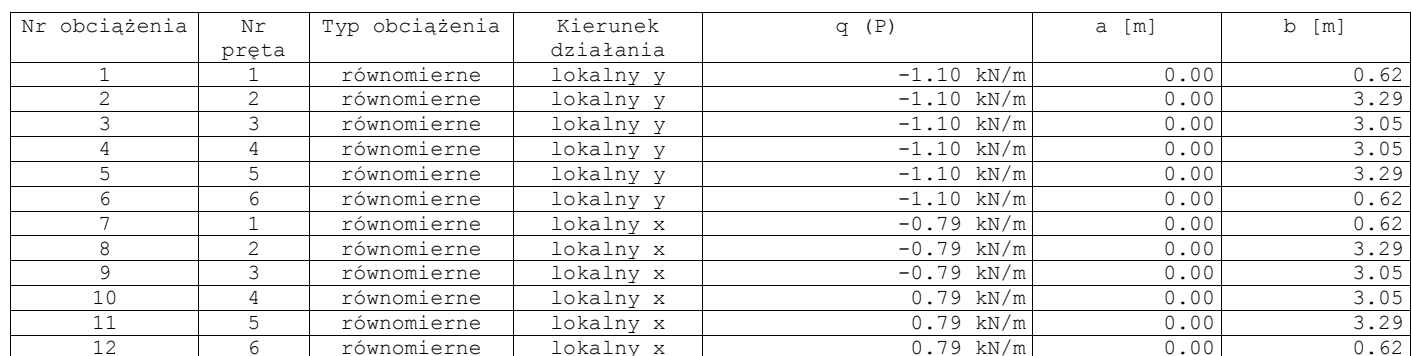 Nr obciążenia Nr Typ obciążenia Kierunek q (P) a [m] b [m]
pręta działania
1 1 równomierne lokalny y -1.10 kN/m 0.00 0.62
2 2 równomierne lokalny y -1.10 kN/m 0.00 3.29
3 3 równomierne lokalny y -1.10 kN/m 0.00 3.05
4 4 równomierne lokalny y -1.10 kN/m 0.00 3.05
5 5 równomierne lokalny y -1.10 kN/m 0.00 3.29
6 6 równomierne lokalny y -1.10 kN/m 0.00 0.62
7 1 równomierne lokalny x -0.79 kN/m 0.00 0.62
8 2 równomierne lokalny x -0.79 kN/m 0.00 3.29
9 3 równomierne lokalny x -0.79 kN/m 0.00 3.05
10 4 równomierne lokalny x 0.79 kN/m 0.00 3.05
11 5 równomierne lokalny x 0.79 kN/m 0.00 3.29
12 6 równomierne lokalny x 0.79 kN/m 0.00 0.62